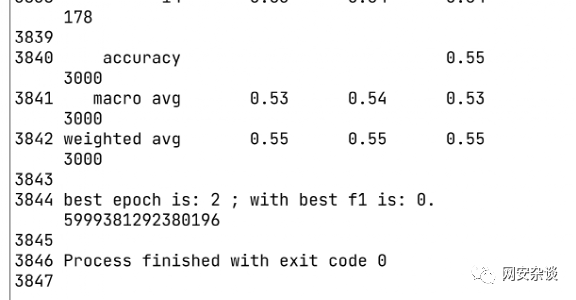 178
3839
3840 accuracy 0.55
3000
3841 macro avg 0.53 0.54 0.53
3000
3842 weighted avg 0.55 0.55 0.55
3000
3843
3844 best epoch is: 2 ; with best f1 is: 0.
5999381292380196
3845
3846 Process finished with exit code 0
3847
网安杂谈